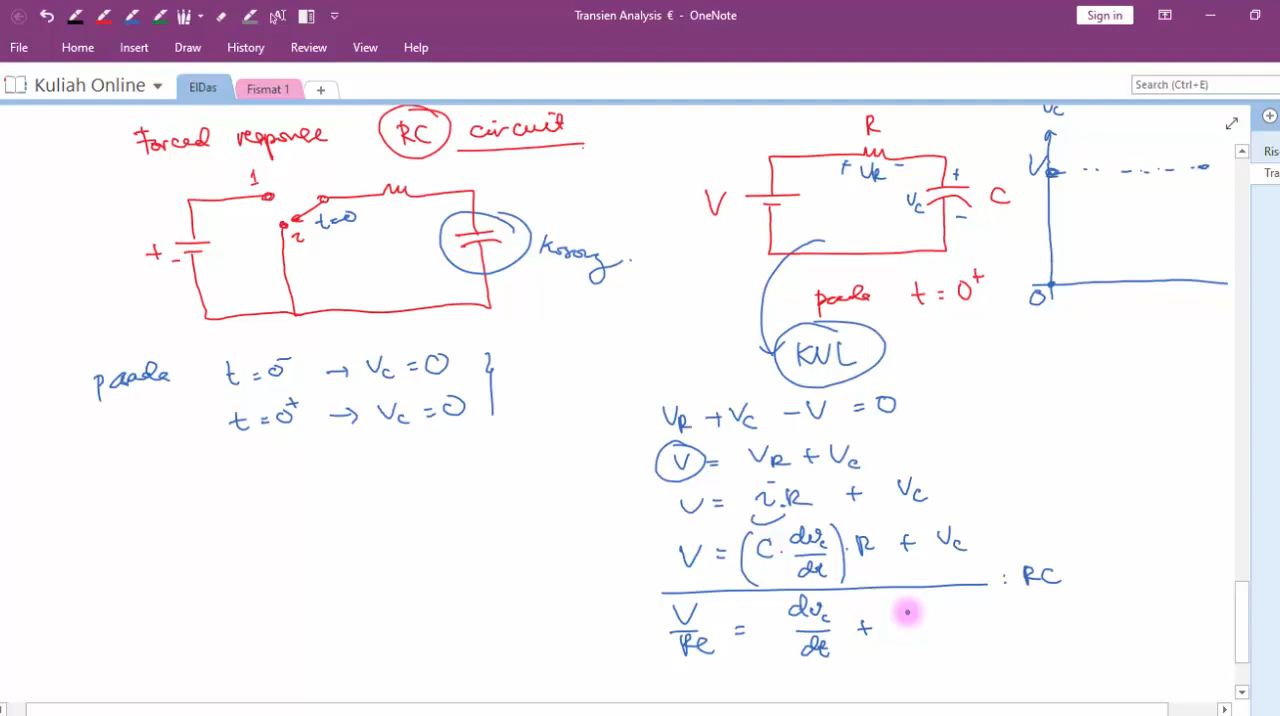 Transien Analysis € - OneNote
Sign in
File Home Insert Draw History Review View Help
Kuliah Online ElDas Fismat 1
Search (Ctrl+E)
Forced response RC circuit
1
2
t=0
+
-
Kosong.
pada t = 0⁻ → Vc = 0
t = 0⁺ → Vc = 0
R
+ VR -
V
Vc
+
-
C
pada t = 0⁺
Vc
V
0
KVL
VR + Vc - V = 0
V = VR + Vc
V = i.R + Vc
V = (C . dvc/dt) . R + Vc
: RC
V/RC = dvc/dt +
Ris
Tra